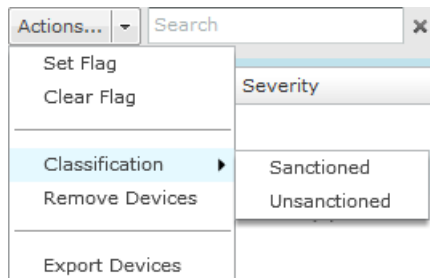 Actions... Search
Set Flag
Clear Flag
Severity
Classification
Sanctioned
Remove Devices
Unsanctioned
Export Devices